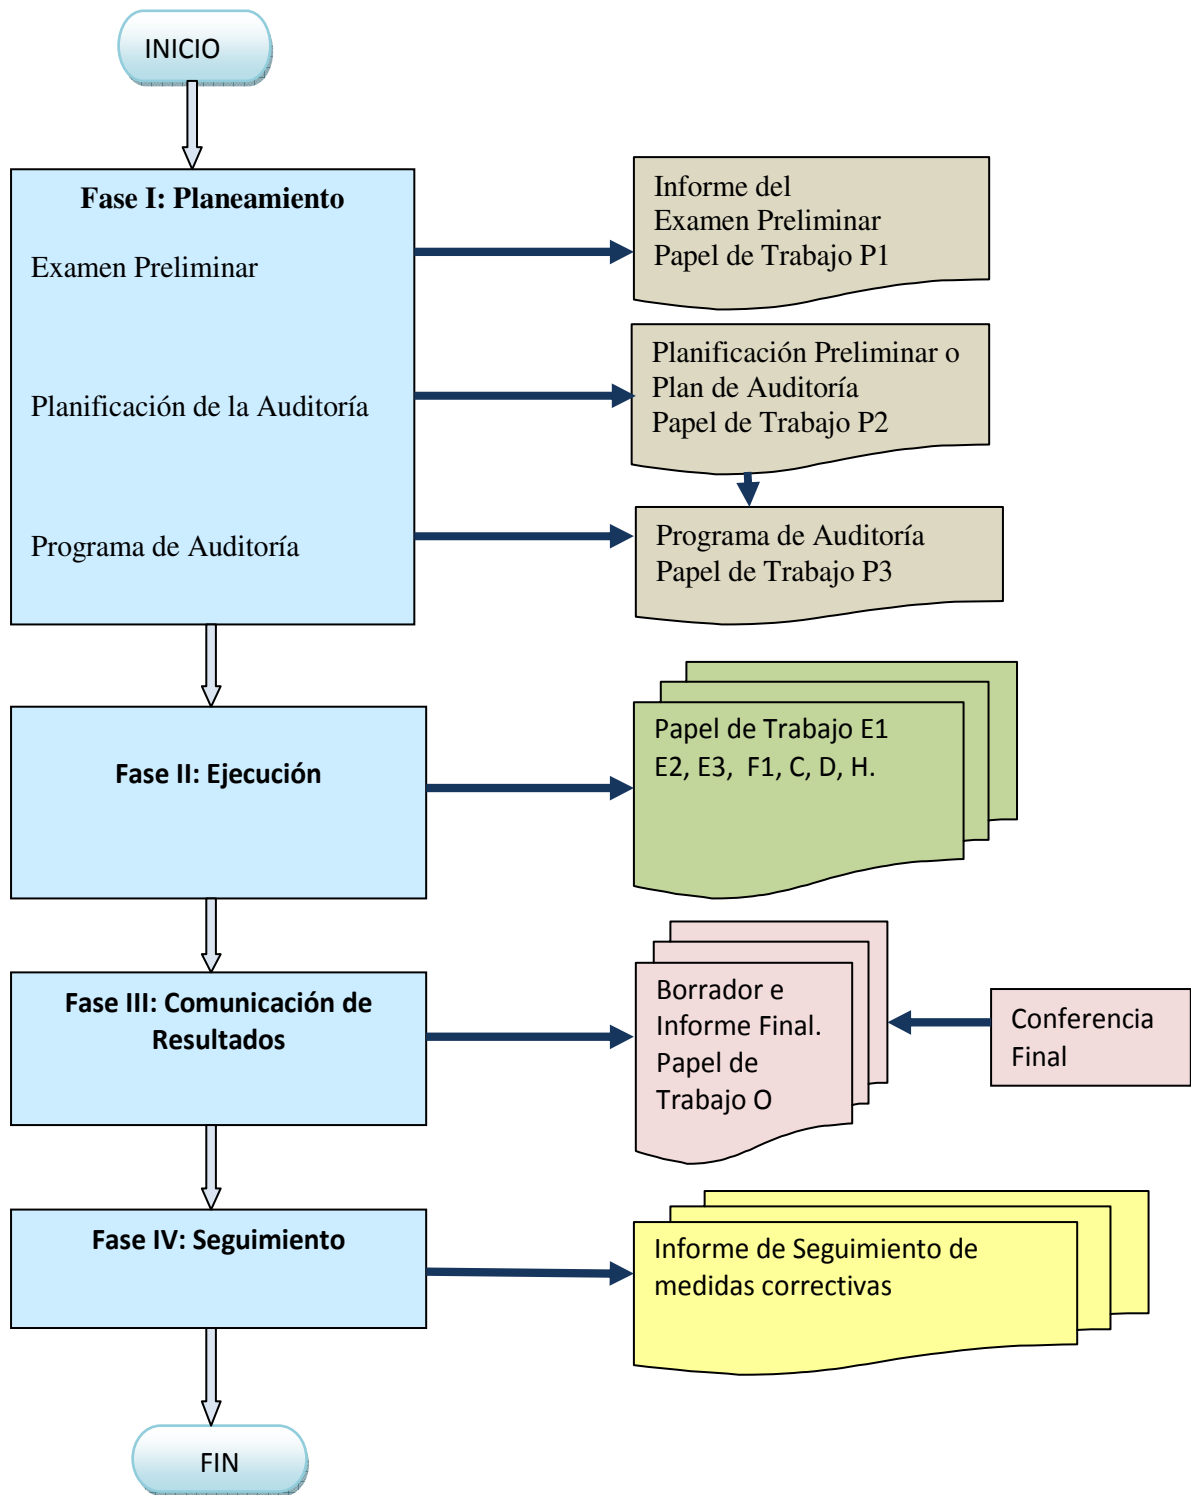 INICIO
Fase I: Planeamiento
Examen Preliminar
Planificación de la Auditoría
Programa de Auditoría
Informe del
Examen Preliminar
Papel de Trabajo P1
Planificación Preliminar o
Plan de Auditoría
Papel de Trabajo P2
Programa de Auditoría
Papel de Trabajo P3
Fase II: Ejecución
Papel de Trabajo E1
E2, E3, F1, C, D, H.
Fase III: Comunicación de
Resultados
Borrador e
Informe Final.
Papel de
Trabajo O
Conferencia
Final
Fase IV: Seguimiento
Informe de Seguimiento de
medidas correctivas
FIN